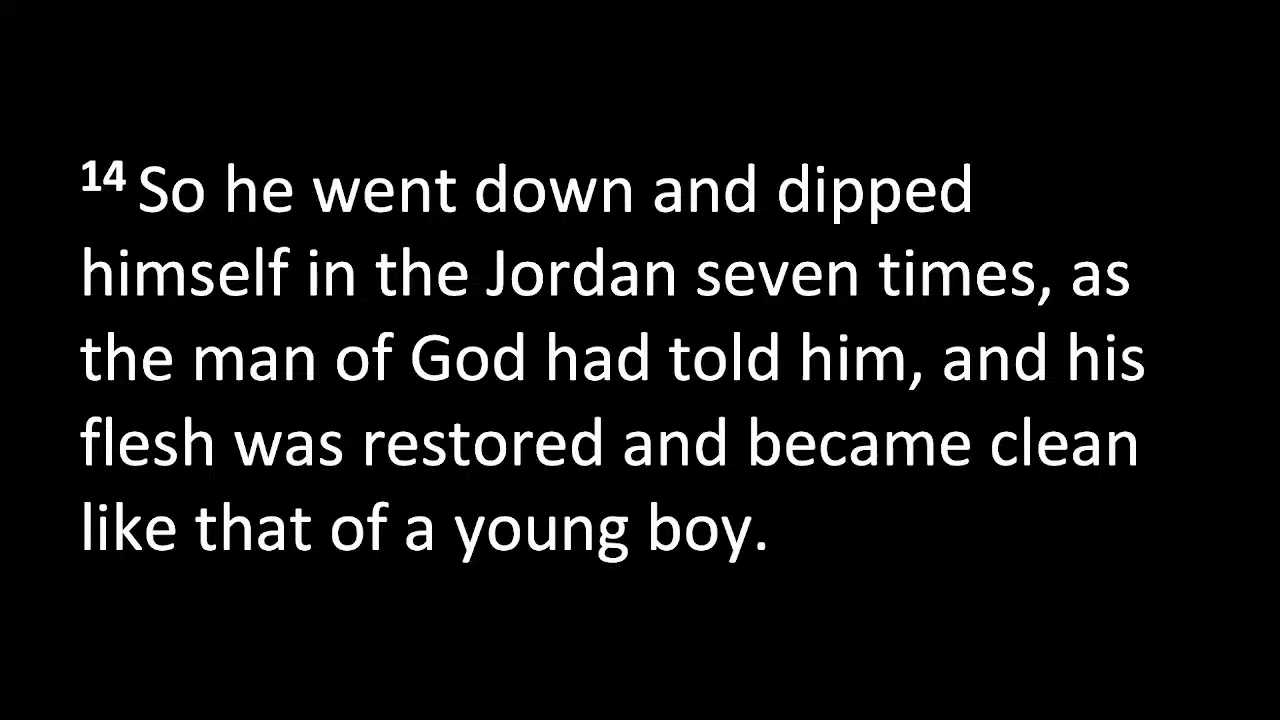 14 So he went down and dipped
himself in the Jordan seven times, as
the man of God had told him, and his
flesh was restored and became clean
like that of a young boy.